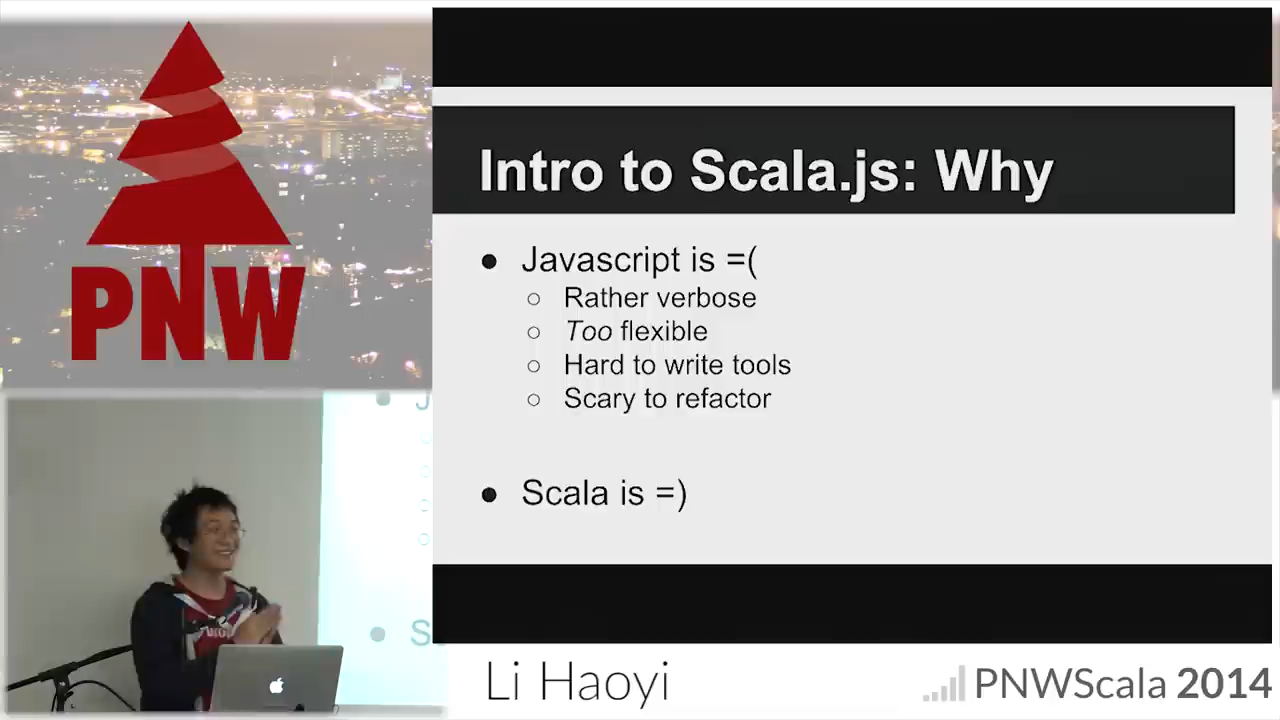 PNW
Intro to Scala.js: Why
● Javascript is =(
○ Rather verbose
○ Too flexible
○ Hard to write tools
○ Scary to refactor
● Scala is =)
J
S
Li Haoyi
PNWScala 2014